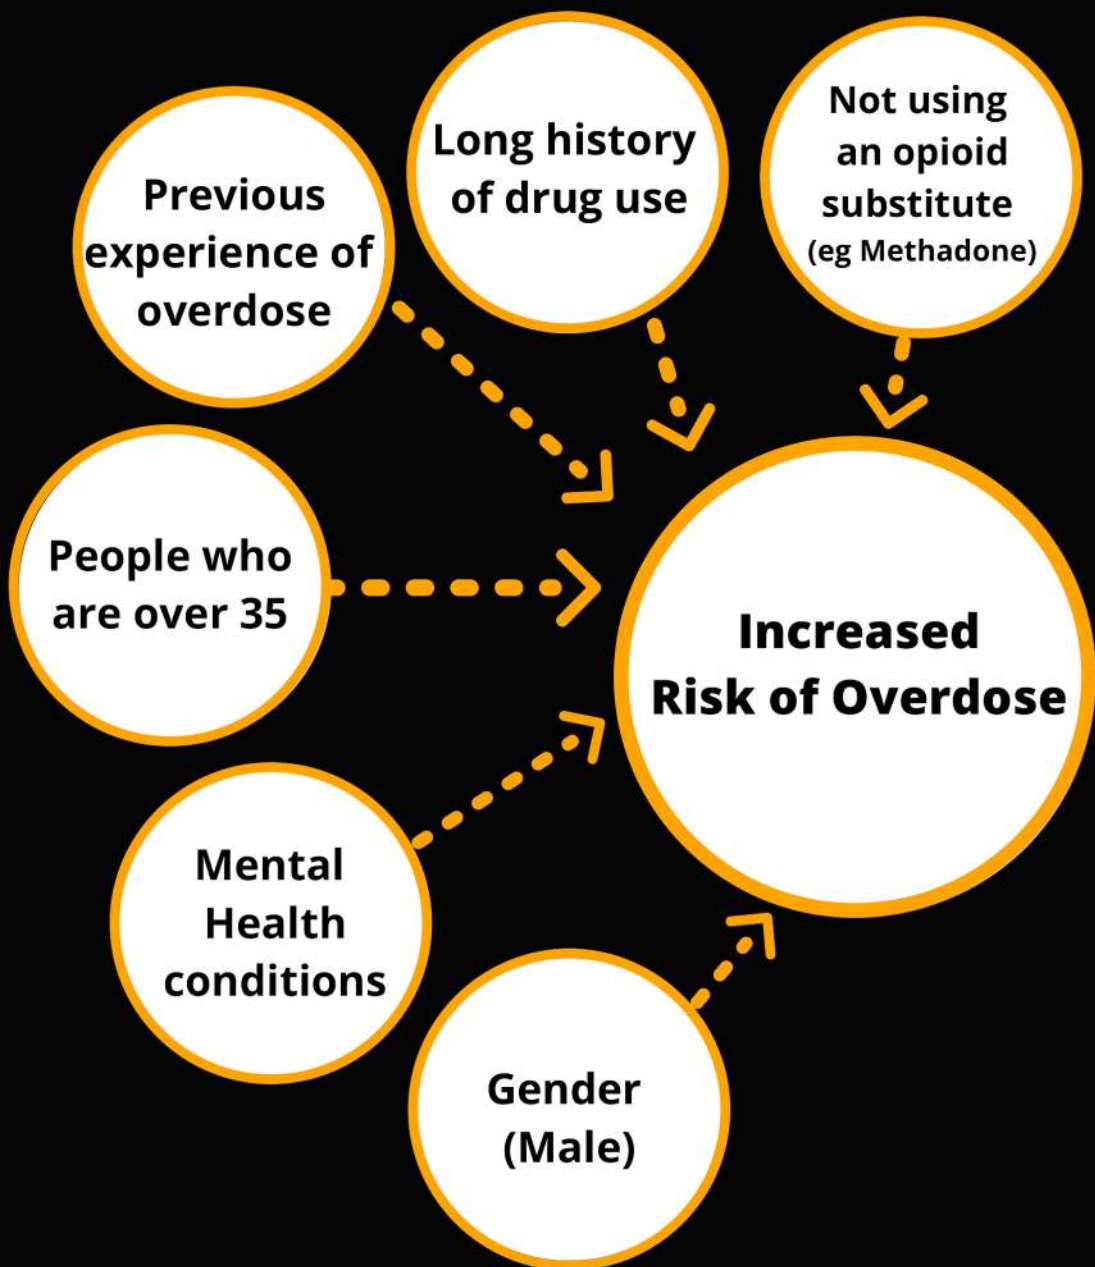 Previous
experience of
overdose
Long history
of drug use
Not using
an opioid
substitute
(eg Methadone)
People who
are over 35
Increased
Risk of Overdose
Mental
Health
conditions
Gender
(Male)